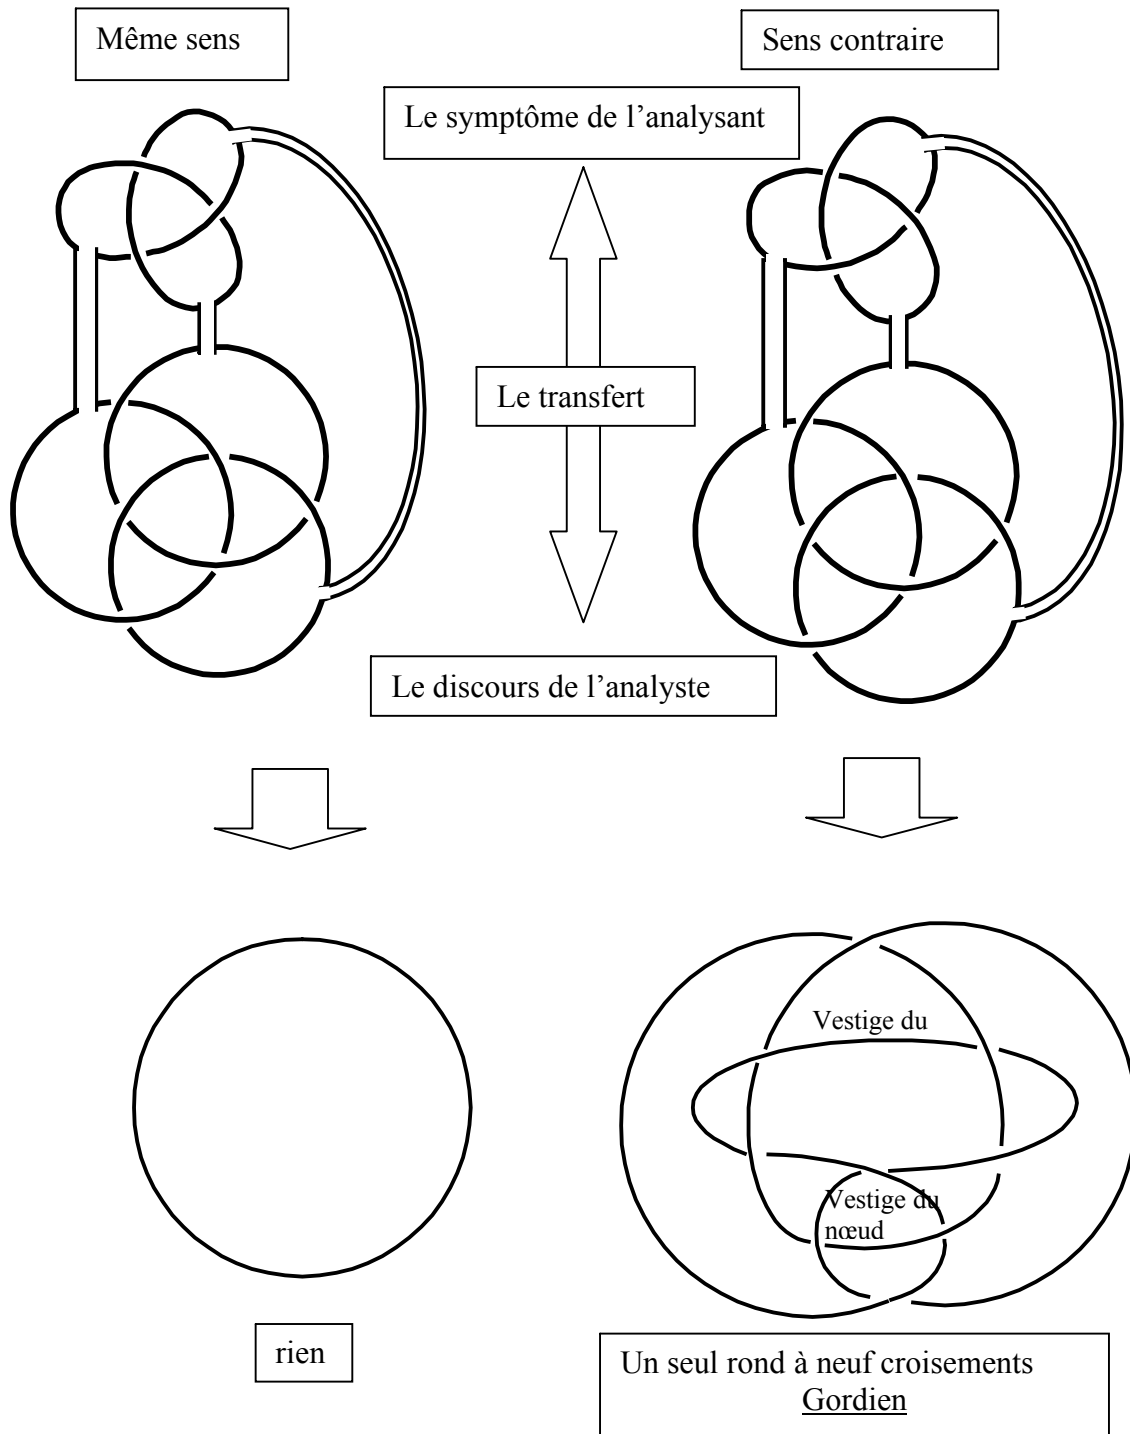 Même sens
Sens contraire
Le symptôme de l’analysant
Le transfert
Le discours de l’analyste
Vestige du
Vestige du
nœud
rien
Un seul rond à neuf croisements
Gordien